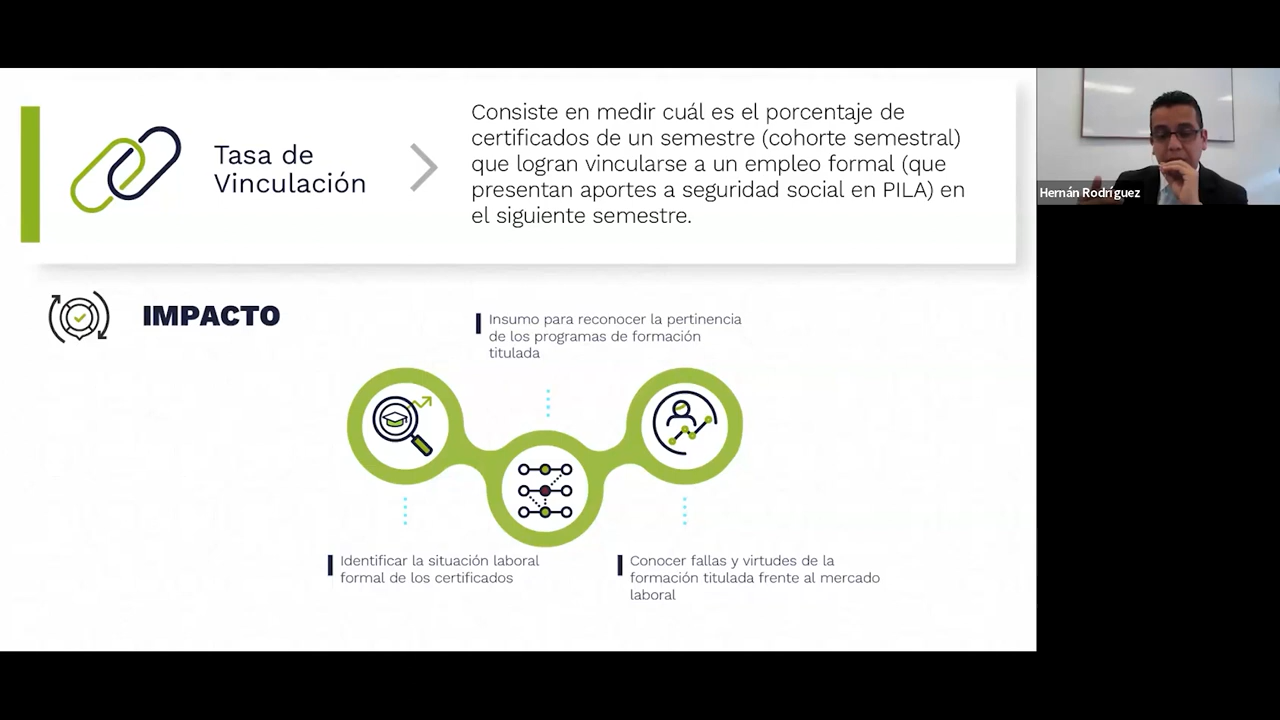 Tasa de
Vinculación
Consiste en medir cuál es el porcentaje de
certificados de un semestre (cohorte semestral)
que logran vincularse a un empleo formal (que
presentan aportes a seguridad social en PILA) en
el siguiente semestre.
Hernán Rodríguez
IMPACTO
Insumo para reconocer la pertinencia
de los programas de formación
titulada
Identificar la situación laboral
formal de los certificados
Conocer fallas y virtudes de la
formación titulada frente al mercado
laboral